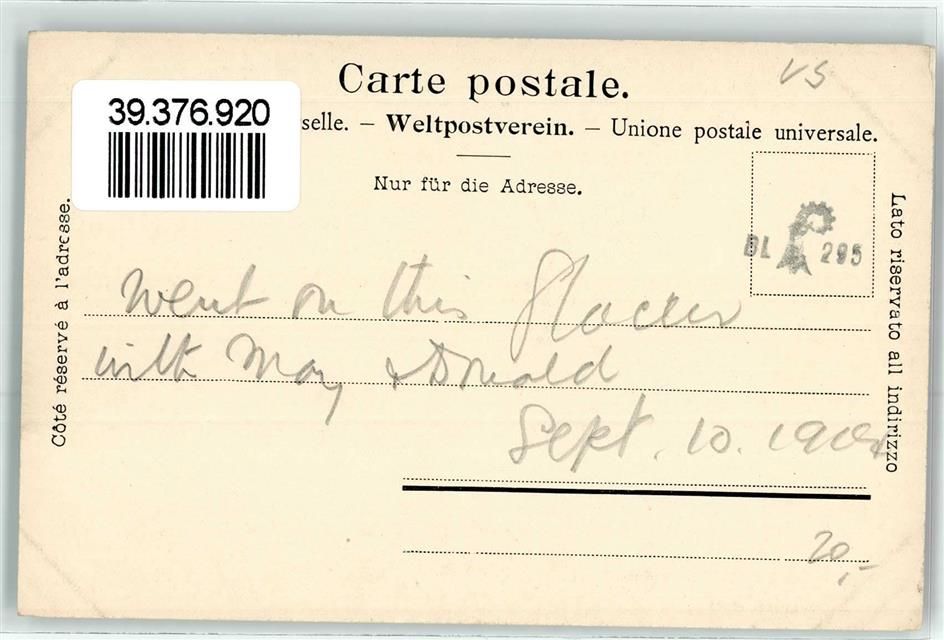 Carte postale.
39.376.920
selle. – Weltpostverein. – Unione postale universale.
Nur für die Adresse.
VS
BL 295
Côté réservé à l'adresse.
Lato riservato all indirizzo
Went on this Glacier
with May & Donald
Sept. 10. 190
20,-